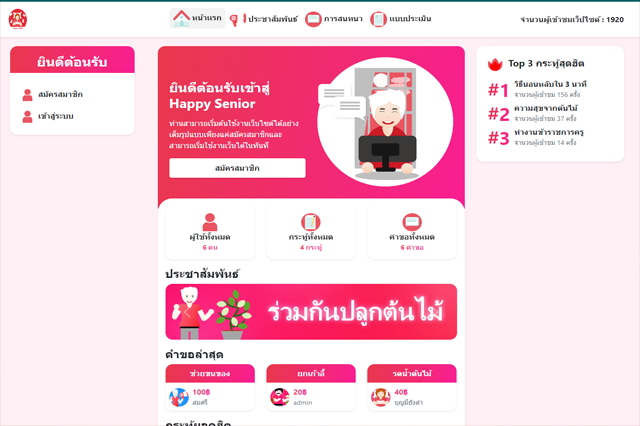 หน้าแรก
ประชาสัมพันธ์
การสนทนา
แบบประเมิน
จำนวนผู้เข้าชมเว็ปไซต์ : 1920
ยินดีต้อนรับ
สมัครสมาชิก
เข้าสู่ระบบ
ยินดีต้อนรับเข้าสู่
Happy Senior
ท่านสามารถเริ่มต้นใช้งานเว็บไซต์ได้อย่าง
เต็มรูปแบบเพียงแค่สมัครสมาชิกและ
สามารถเริ่มใช้งานเว็บได้ในทันที
สมัครสมาชิก
ผู้ใช้ทั้งหมด
6 คน
กระทู้ทั้งหมด
4 กระทู้
คำขอทั้งหมด
6 คำขอ
ประชาสัมพันธ์
ร่วมกันปลูกต้นไม้
คำขอล่าสุด
ช่วยขนของ
100฿
สมศรี
ยกเก้าอี้
20฿
admin
รดน้ำต้นไม้
40฿
บุญมียังดำ
Top 3 กระทู้สุดฮิต
#1 วิธีนอนหลับใน 3 นาที
จำนวนผู้เข้าชม 156 ครั้ง
#2 ความสุขจากต้นไม้
จำนวนผู้เข้าชม 37 ครั้ง
#3 ทำงานข้าราชการครู
จำนวนผู้เข้าชม 14 ครั้ง